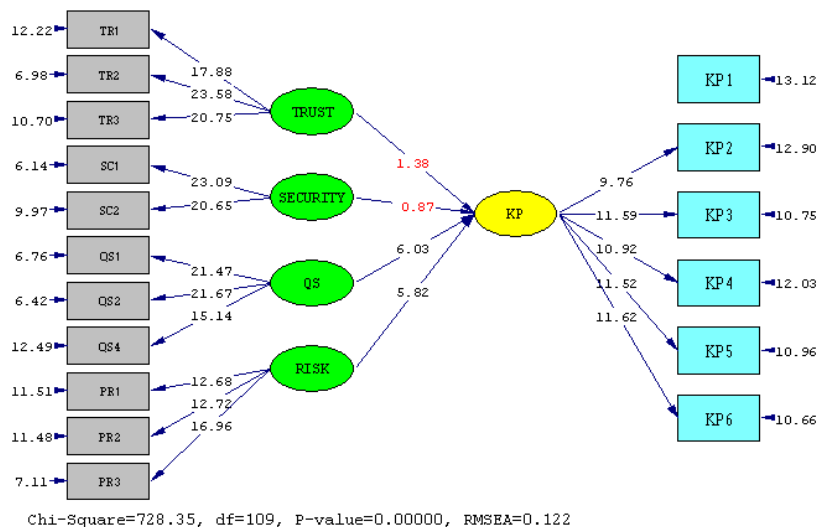 12.22 TR1
6.98 TR2
10.70 TR3
6.14 SC1
9.97 SC2
6.76 QS1
6.42 QS2
12.49 QS4
11.51 PR1
11.48 PR2
7.11 PR3
17.88
23.58
20.75
23.09
20.65
21.47
21.67
15.14
12.68
12.72
16.96
TRUST
SECURITY
QS
RISK
1.38
0.87
6.03
5.82
KP
9.76
11.59
10.92
11.52
11.62
KP1 13.12
KP2 12.90
KP3 10.75
KP4 12.03
KP5 10.96
KP6 10.66
Chi-Square=728.35, df=109, P-value=0.00000, RMSEA=0.122